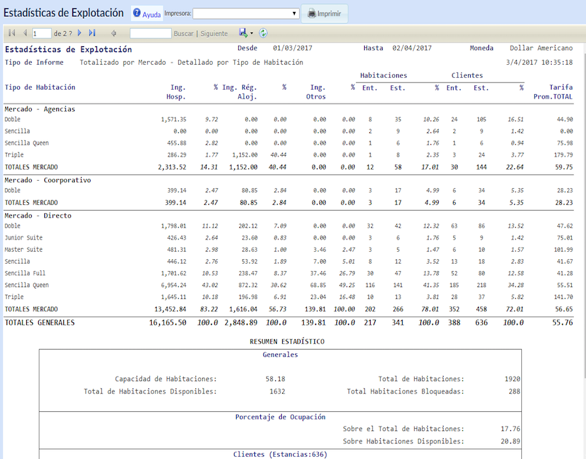 Estadísticas de Explotación Ayuda Impresora: Imprimir
1 de 2 ? Buscar | Siguiente
Estadísticas de Explotación Desde 01/03/2017 Hasta 02/04/2017 Moneda Dollar Americano
Tipo de Informe Totalizado por Mercado - Detallado por Tipo de Habitación 3/4/2017 10:35:18
Habitaciones Clientes
Tipo de Habitación Ing. % Ing. Rég. % Ing. % Ent. Est. % Ent. Est. % Tarifa
Hosp. Aloj. Otros Prom.TOTAL
Mercado - Agencias
Doble 1,571.35 9.72 0.00 0.00 0.00 0.00 8 35 10.26 24 105 16.51 44.90
Sencilla 0.00 0.00 0.00 0.00 0.00 0.00 2 9 2.64 2 9 1.42 0.00
Sencilla Queen 455.88 2.82 0.00 0.00 0.00 0.00 1 6 1.76 1 6 0.94 75.98
Triple 286.29 1.77 1,152.00 40.44 0.00 0.00 1 8 2.35 3 24 3.77 179.79
TOTALES MERCADO 2,313.52 14.31 1,152.00 40.44 0.00 0.00 12 58 17.01 30 144 22.64 59.75
Mercado - Coorporativo
Doble 399.14 2.47 80.85 2.84 0.00 0.00 3 17 4.99 6 34 5.35 28.23
TOTALES MERCADO 399.14 2.47 80.85 2.84 0.00 0.00 3 17 4.99 6 34 5.35 28.23
Mercado - Directo
Doble 1,798.01 11.12 202.12 7.09 0.00 0.00 32 42 12.32 63 86 13.52 47.62
Junior Suite 426.43 2.64 23.60 0.83 0.00 0.00 3 6 1.76 5 9 1.42 75.01
Master Suite 481.31 2.98 28.63 1.00 3.46 2.47 3 5 1.47 6 10 1.57 101.99
Sencilla 446.12 2.76 53.92 1.89 7.00 5.01 8 12 3.52 13 18 2.83 41.67
Sencilla Full 1,701.62 10.53 238.47 8.37 37.46 26.79 30 47 13.78 52 80 12.58 41.28
Sencilla Queen 6,954.24 43.02 872.32 30.62 68.85 49.25 116 141 41.35 185 218 34.28 55.51
Triple 1,645.11 10.18 196.98 6.91 23.04 16.48 10 13 3.81 28 37 5.82 141.70
TOTALES MERCADO 13,452.84 83.22 1,616.04 56.73 139.81 100.00 202 266 78.01 352 458 72.01 56.65
TOTALES GENERALES 16,165.50 100.0 2,848.89 100.0 139.81 100.0 217 341 100.0 388 636 100.0 55.76
RESUMEN ESTADÍSTICO
Generales
Capacidad de Habitaciones: 58.18 Total de Habitaciones: 1920
Total de Habitaciones Disponibles: 1632 Total Habitaciones Bloqueadas: 288
Porcentaje de Ocupación
Sobre el Total de Habitaciones: 17.76
Sobre Habitaciones Disponibles: 20.89
Clientes (Estancias:636)